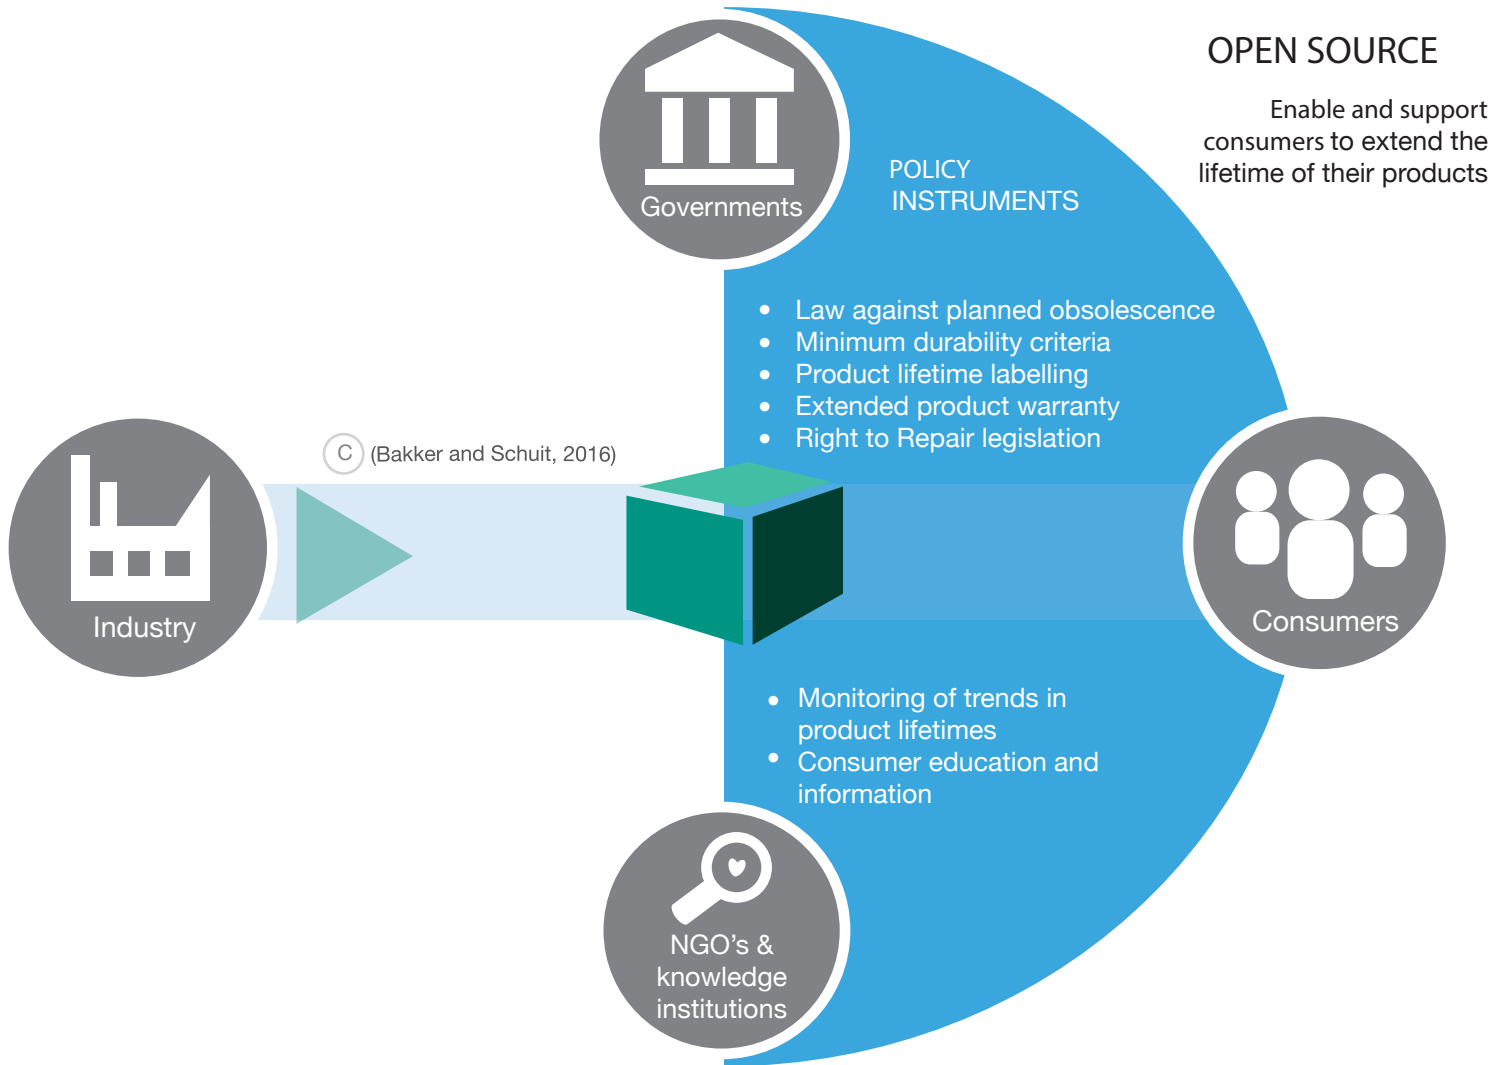 OPEN SOURCE
Enable and support
consumers to extend the
lifetime of their products
Governments
POLICY
INSTRUMENTS
• Law against planned obsolescence
• Minimum durability criteria
• Product lifetime labelling
• Extended product warranty
• Right to Repair legislation
C (Bakker and Schuit, 2016)
Industry
Consumers
• Monitoring of trends in
product lifetimes
• Consumer education and
information
NGO's &
knowledge
institutions